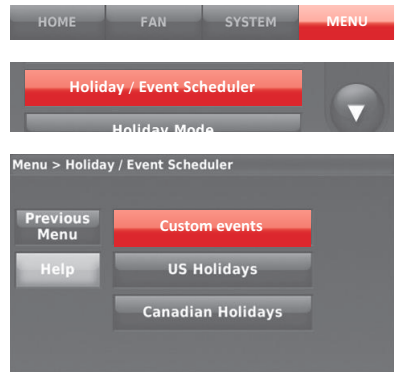 HOME FAN SYSTEM MENU
Holiday / Event Scheduler
Holiday Mode
Menu > Holiday / Event Scheduler
Previous
Menu
Custom events
Help
US Holidays
Canadian Holidays